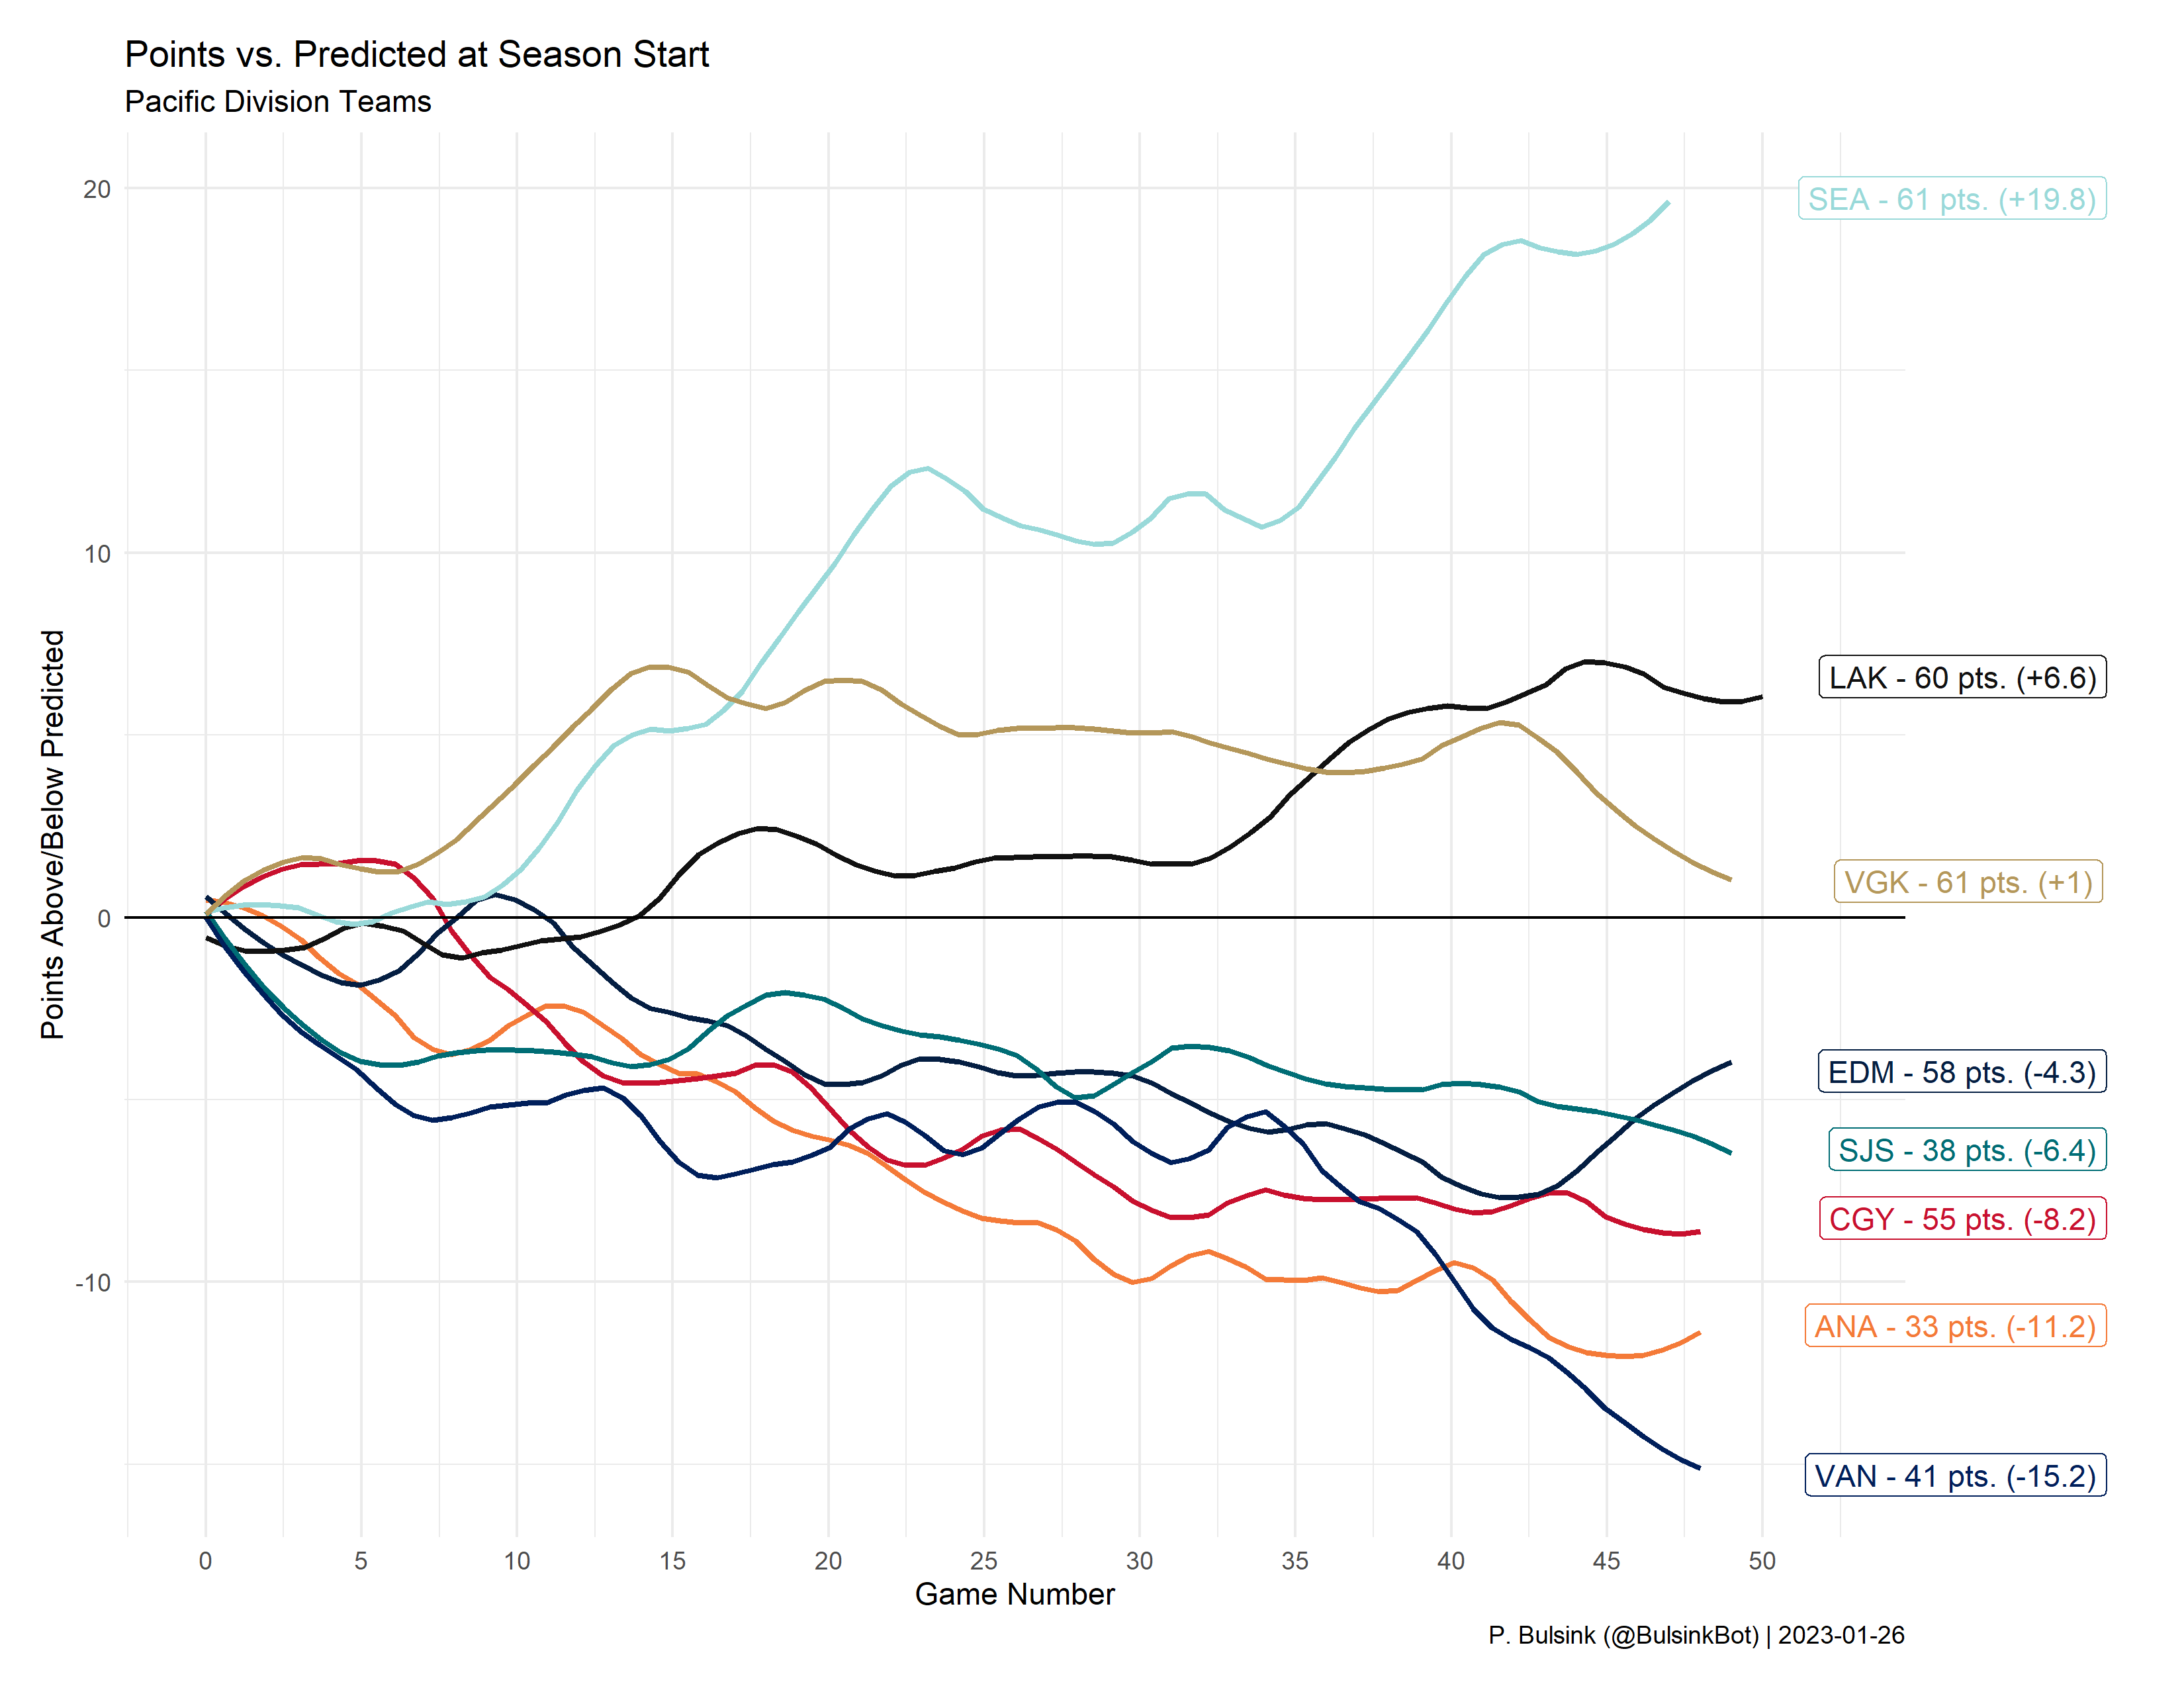 Points vs. Predicted at Season Start
Pacific Division Teams
Points Above/Below Predicted
20
10
0
-10
SEA - 61 pts. (+19.8)
LAK - 60 pts. (+6.6)
VGK - 61 pts. (+1)
EDM - 58 pts. (-4.3)
SJS - 38 pts. (-6.4)
CGY - 55 pts. (-8.2)
ANA - 33 pts. (-11.2)
VAN - 41 pts. (-15.2)
0 5 10 15 20 25 30 35 40 45 50
Game Number
P. Bulsink (@BulsinkBot) | 2023-01-26